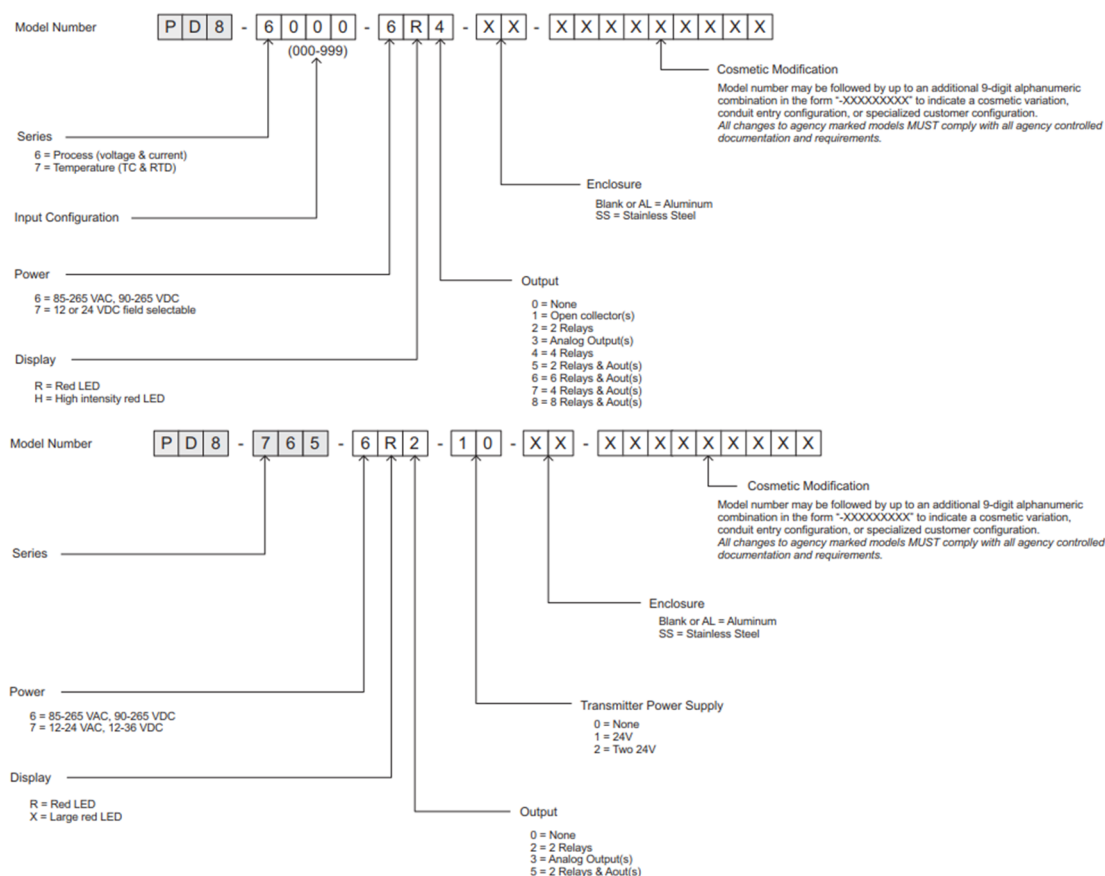 Model Number P D 8 - 6 0 0 0 - 6 R 4 - X X - X X X X X X X X X
(000-999)
Cosmetic Modification
Model number may be followed by up to an additional 9-digit alphanumeric
combination in the form “-XXXXXXXXX” to indicate a cosmetic variation,
conduit entry configuration, or specialized customer configuration.
All changes to agency marked models MUST comply with all agency controlled
documentation and requirements.
Series
6 = Process (voltage & current)
7 = Temperature (TC & RTD)
Enclosure
Blank or AL = Aluminum
SS = Stainless Steel
Input Configuration
Power
6 = 85-265 VAC, 90-265 VDC
7 = 12 or 24 VDC field selectable
Output
0 = None
1 = Open collector(s)
2 = 2 Relays
3 = Analog Output(s)
4 = 4 Relays
5 = 2 Relays & Aout(s)
6 = 6 Relays & Aout(s)
7 = 4 Relays & Aout(s)
8 = 8 Relays & Aout(s)
Display
R = Red LED
H = High intensity red LED
Model Number P D 8 - 7 6 5 - 6 R 2 - 1 0 - X X - X X X X X X X X X
Cosmetic Modification
Model number may be followed by up to an additional 9-digit alphanumeric
combination in the form “-XXXXXXXXX” to indicate a cosmetic variation,
conduit entry configuration, or specialized customer configuration.
All changes to agency marked models MUST comply with all agency controlled
documentation and requirements.
Series
Enclosure
Blank or AL = Aluminum
SS = Stainless Steel
Power
6 = 85-265 VAC, 90-265 VDC
7 = 12-24 VAC, 12-36 VDC
Transmitter Power Supply
0 = None
1 = 24V
2 = Two 24V
Display
R = Red LED
X = Large red LED
Output
0 = None
2 = 2 Relays
3 = Analog Output(s)
5 = 2 Relays & Aout(s)